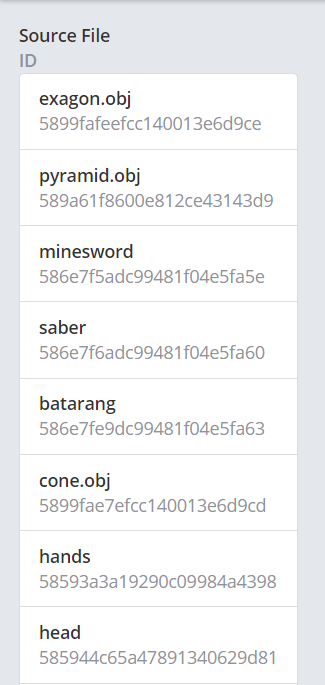 Source File
ID
exagon.obj
5899fafeefcc140013e6d9ce
pyramid.obj
589a61f8600e812ce43143d9
minesword
586e7f5adc99481f04e5fa5e
saber
586e7f6adc99481f04e5fa60
batarang
586e7fe9dc99481f04e5fa63
cone.obj
5899fae7efcc140013e6d9cd
hands
58593a3a19290c09984a4398
head
585944c65a47891340629d81